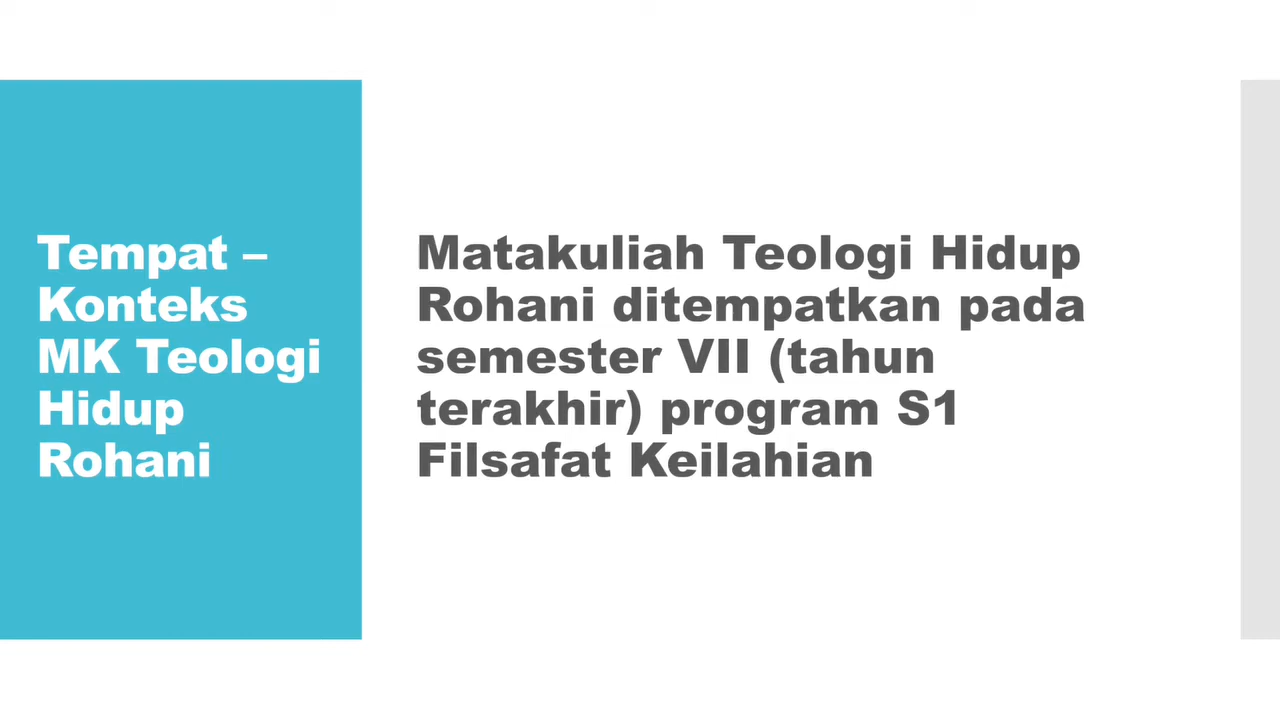 Tempat –
Konteks
MK Teologi
Hidup
Rohani
Matakuliah Teologi Hidup
Rohani ditempatkan pada
semester VII (tahun
terakhir) program S1
Filsafat Keilahian